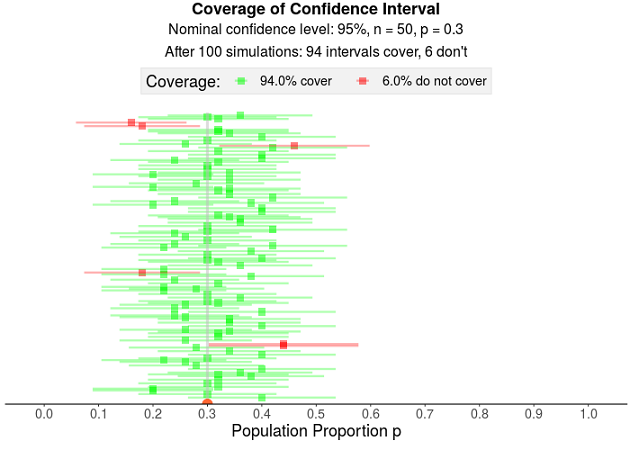 Coverage of Confidence Interval
Nominal confidence level: 95%, n = 50, p = 0.3
After 100 simulations: 94 intervals cover, 6 don't
Coverage: 94.0% cover 6.0% do not cover
0.0 0.1 0.2 0.3 0.4 0.5 0.6 0.7 0.8 0.9 1.0
Population Proportion p